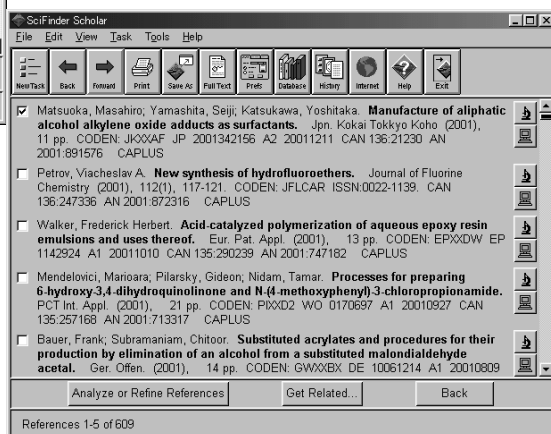 SciFinder Scholar
File Edit View Task Tools Help
New Task Back Forward Print Save As Full Text Prefs Database History Internet Help Exit
Matsuoka, Masahiro; Yamashita, Seiji; Katsukawa, Yoshitaka. Manufacture of aliphatic
alcohol alkylene oxide adducts as surfactants. Jpn. Kokai Tokkyo Koho (2001),
11 pp. CODEN: JKXXAF JP 2001342156 A2 20011211 CAN 136:21230 AN
2001:891576 CAPLUS
Petrov, Viacheslav A. New synthesis of hydrofluoroethers. Journal of Fluorine
Chemistry (2001), 112(1), 117-121. CODEN: JFLCAR ISSN:0022-1139. CAN
136:247336 AN 2001:872316 CAPLUS
Walker, Frederick Herbert. Acid-catalyzed polymerization of aqueous epoxy resin
emulsions and uses thereof. Eur. Pat. Appl. (2001), 13 pp. CODEN: EPXXDW EP
1142924 A1 20011010 CAN 135:290239 AN 2001:747182 CAPLUS
Mendelovici, Marioara; Pilarsky, Gideon; Nidam, Tamar. Processes for preparing
6-hydroxy-3,4-dihydroquinolinone and N-(4-methoxyphenyl)-3-chloropropionamide.
PCT Int. Appl. (2001), 21 pp. CODEN: PIXXD2 WO 0170697 A1 20010927 CAN
135:257168 AN 2001:713317 CAPLUS
Bauer, Frank; Subramaniam, Chitoor. Substituted acrylates and procedures for their
production by elimination of an alcohol from a substituted malondialdehyde
acetal. Ger. Offen. (2001), 14 pp. CODEN: GWXXBX DE 10061214 A1 20010809
Analyze or Refine References Get Related... Back
References 1-5 of 609